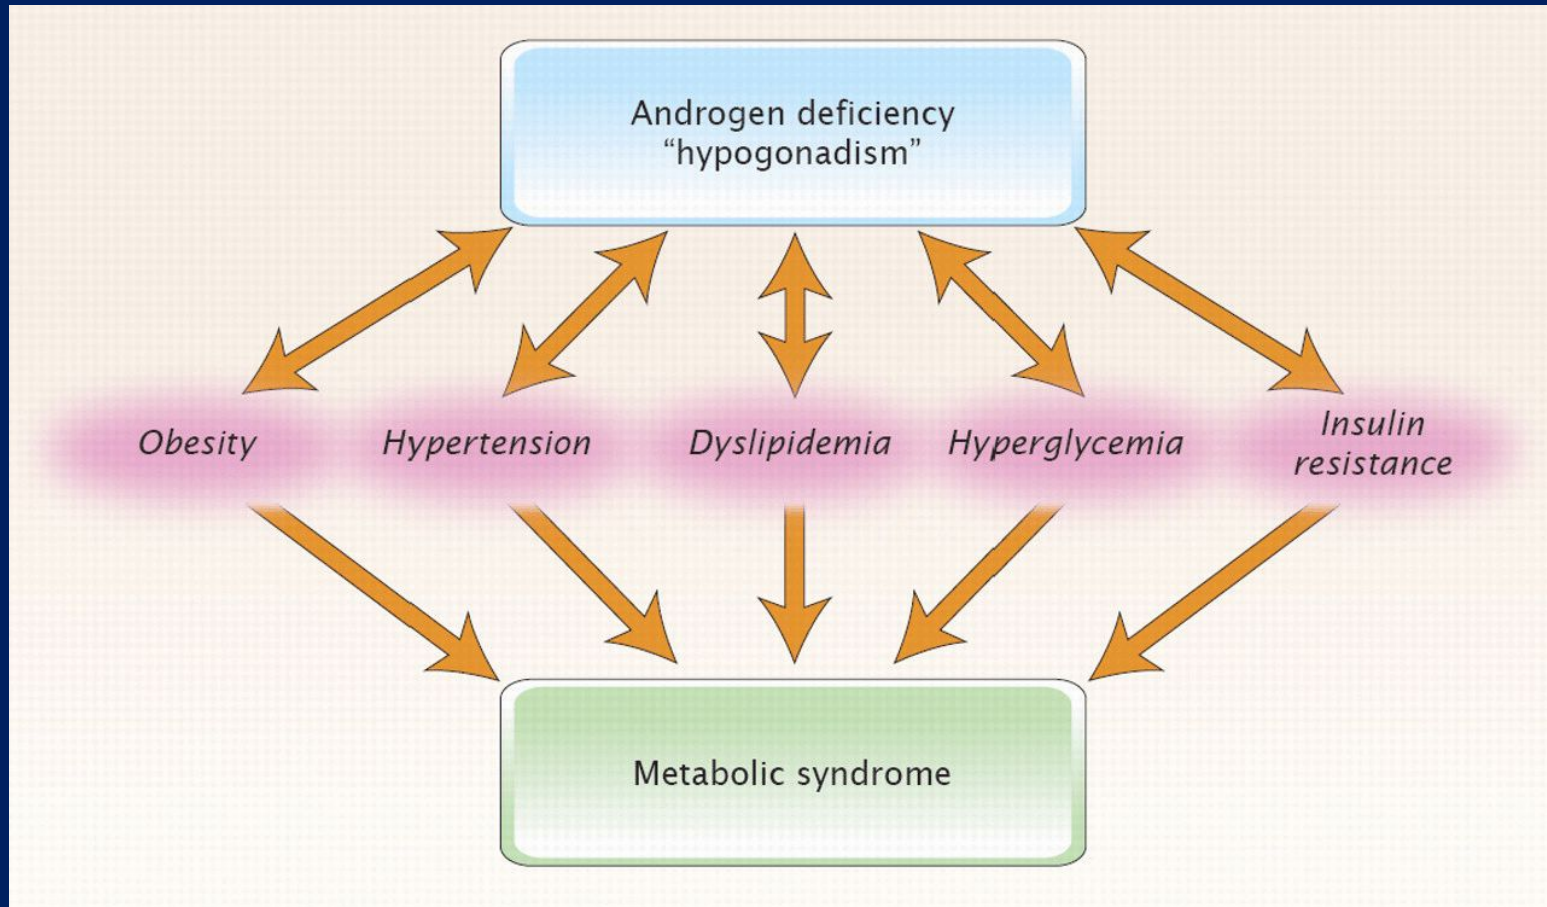 Androgen deficiency
“hypogonadism”
Obesity
Hypertension
Dyslipidemia
Hyperglycemia
Insulin
resistance
Metabolic syndrome